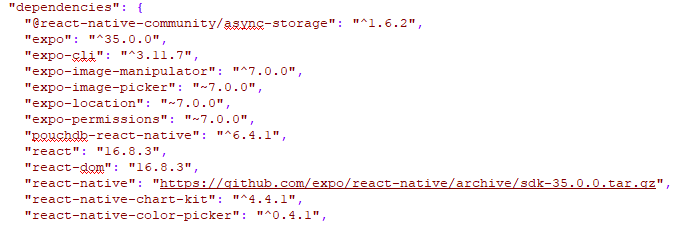 "dependencies": {
"@react-native-community/async-storage": "^1.6.2",
"expo": "^35.0.0",
"expo-cli": "^3.11.7",
"expo-image-manipulator": "^7.0.0",
"expo-image-picker": "~7.0.0",
"expo-location": "~7.0.0",
"expo-permissions": "~7.0.0",
"pouchdb-react-native": "^6.4.1",
"react": "16.8.3",
"react-dom": "16.8.3",
"react-native": "https://github.com/expo/react-native/archive/sdk-35.0.0.tar.gz",
"react-native-chart-kit": "^4.4.1",
"react-native-color-picker": "^0.4.1",